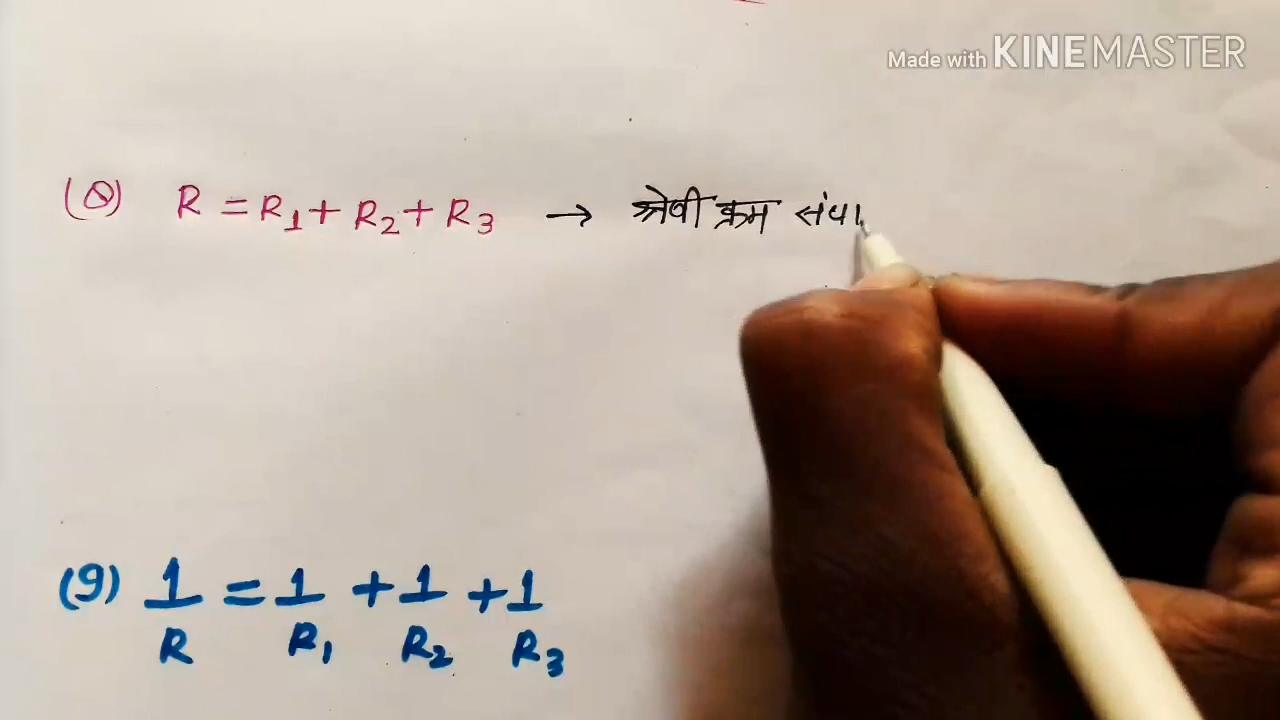 Made with KINEMASTER
(8) R = R1 + R2 + R3 → श्रेणी क्रम संया
(9) 1/R = 1/R1 + 1/R2 + 1/R3